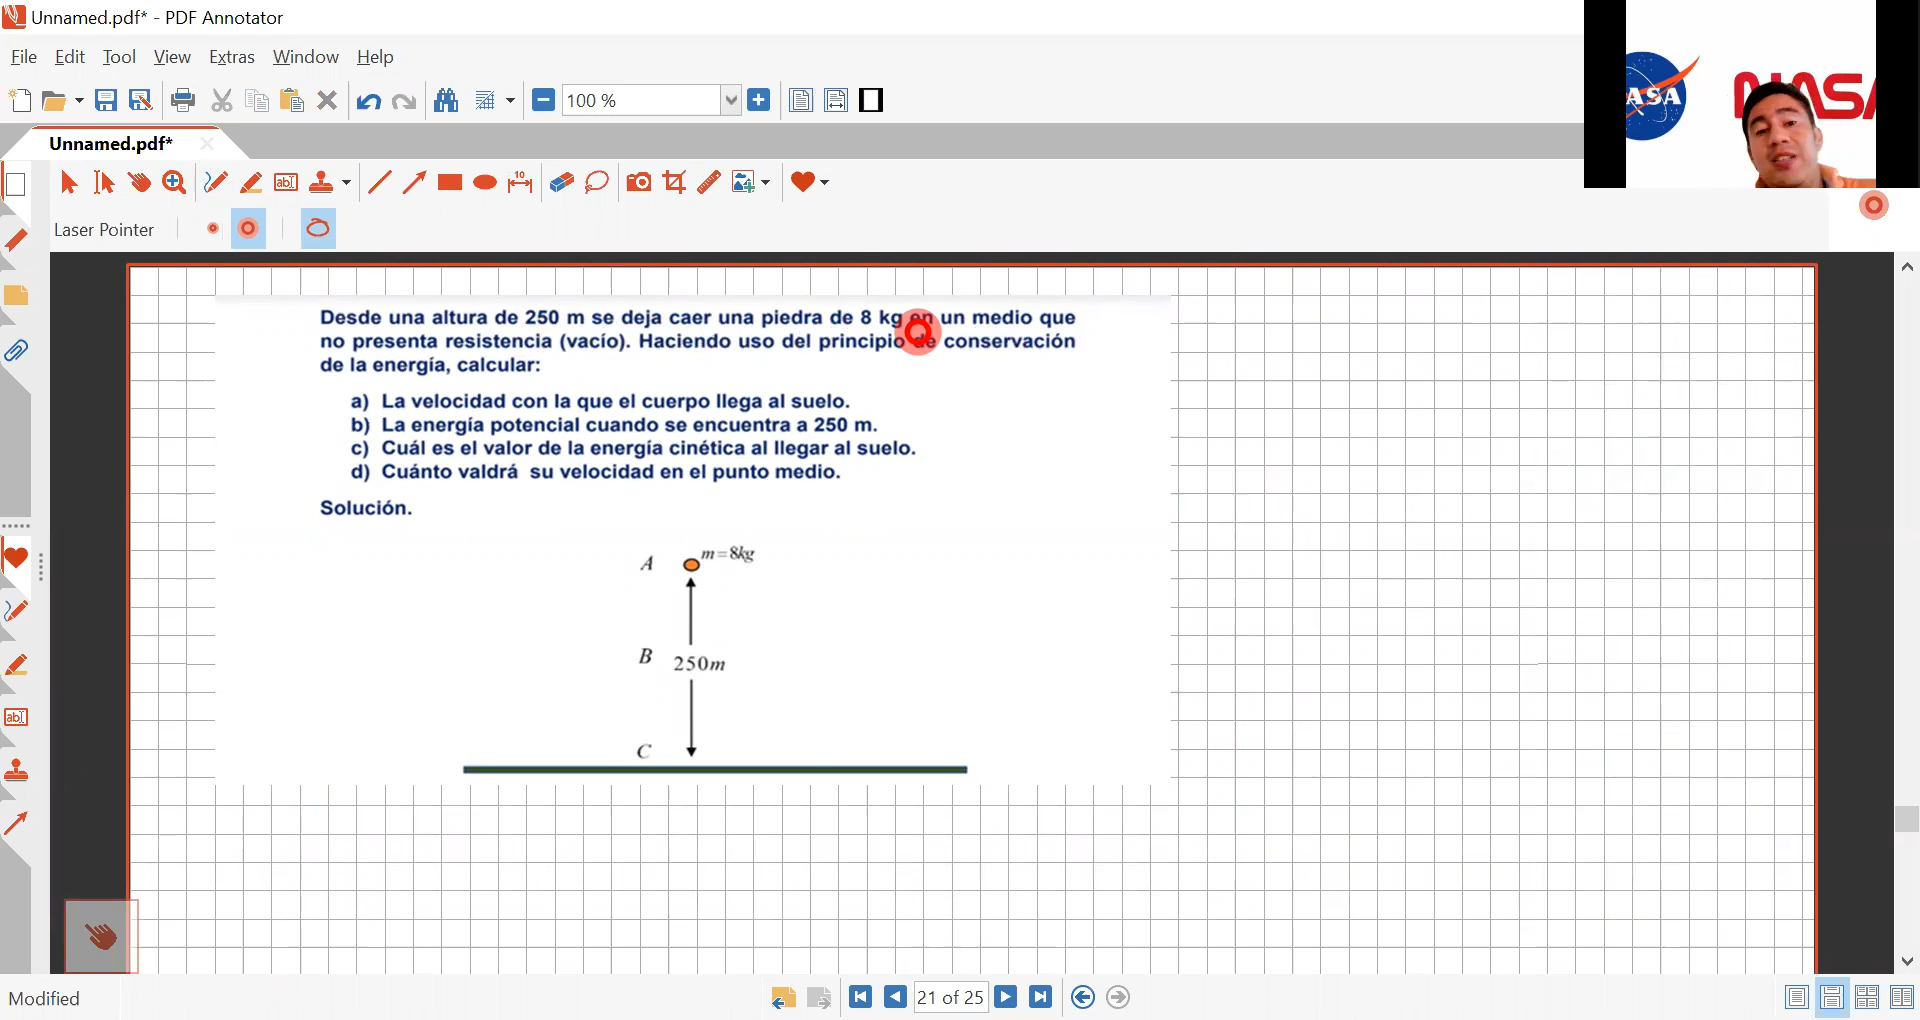 Unnamed.pdf* - PDF Annotator
File Edit Tool View Extras Window Help
100 %
Unnamed.pdf*
10
Laser Pointer
NASA
Desde una altura de 250 m se deja caer una piedra de 8 kg en un medio que
no presenta resistencia (vacío). Haciendo uso del principio de conservación
de la energía, calcular:
a) La velocidad con la que el cuerpo llega al suelo.
b) La energía potencial cuando se encuentra a 250 m.
c) Cuál es el valor de la energía cinética al llegar al suelo.
d) Cuánto valdrá su velocidad en el punto medio.
Solución.
A m = 8kg
B 250m
C
Modified
21 of 25